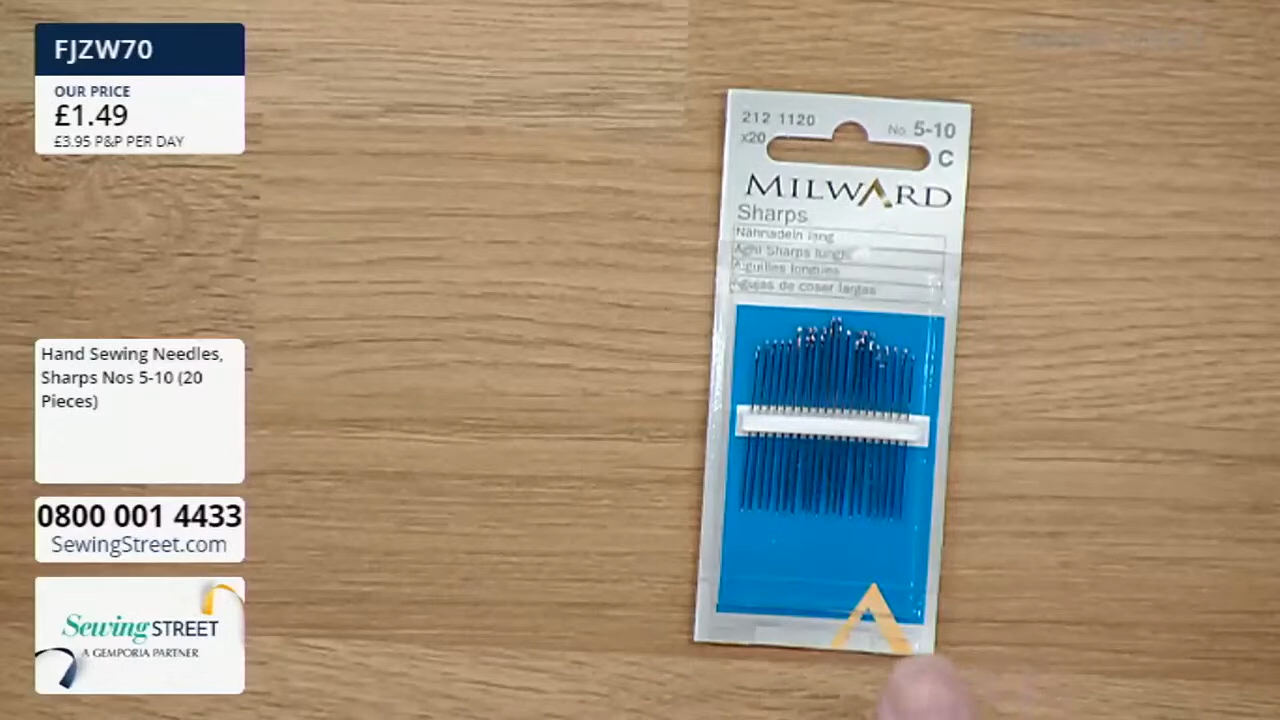 FJZW70
OUR PRICE
£1.49
£3.95 P&P PER DAY
Hand Sewing Needles,
Sharps Nos 5-10 (20
Pieces)
0800 001 4433
SewingStreet.com
Sewing STREET
A GEMPORIA PARTNER
212 1120
No. 5-10
x20
C
MILWARD
Sharps
Nähnadeln lang
Aghi Sharps lunghi
Aiguilles longues
Agujas de coser largas